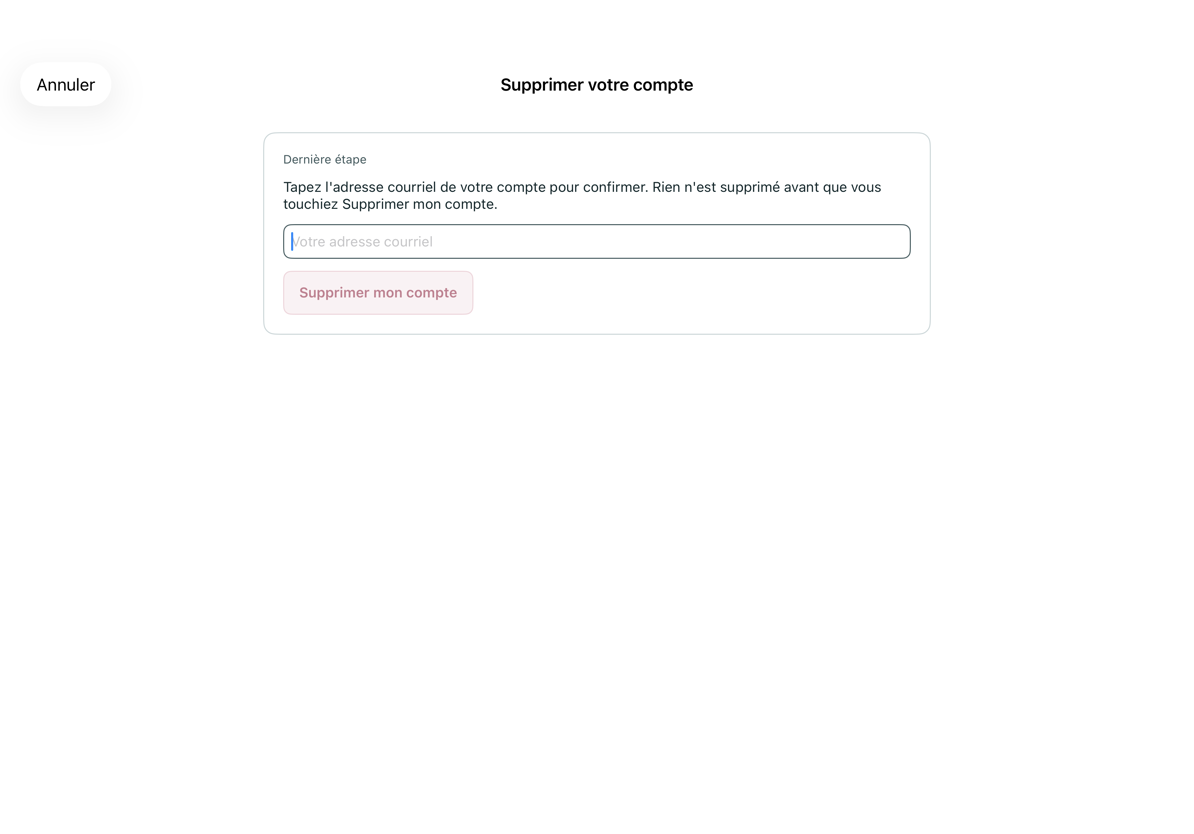 Annuler
Supprimer votre compte
Dernière étape
Tapez l'adresse courriel de votre compte pour confirmer. Rien n'est supprimé avant que vous
touchiez Supprimer mon compte.
Votre adresse courriel
Supprimer mon compte